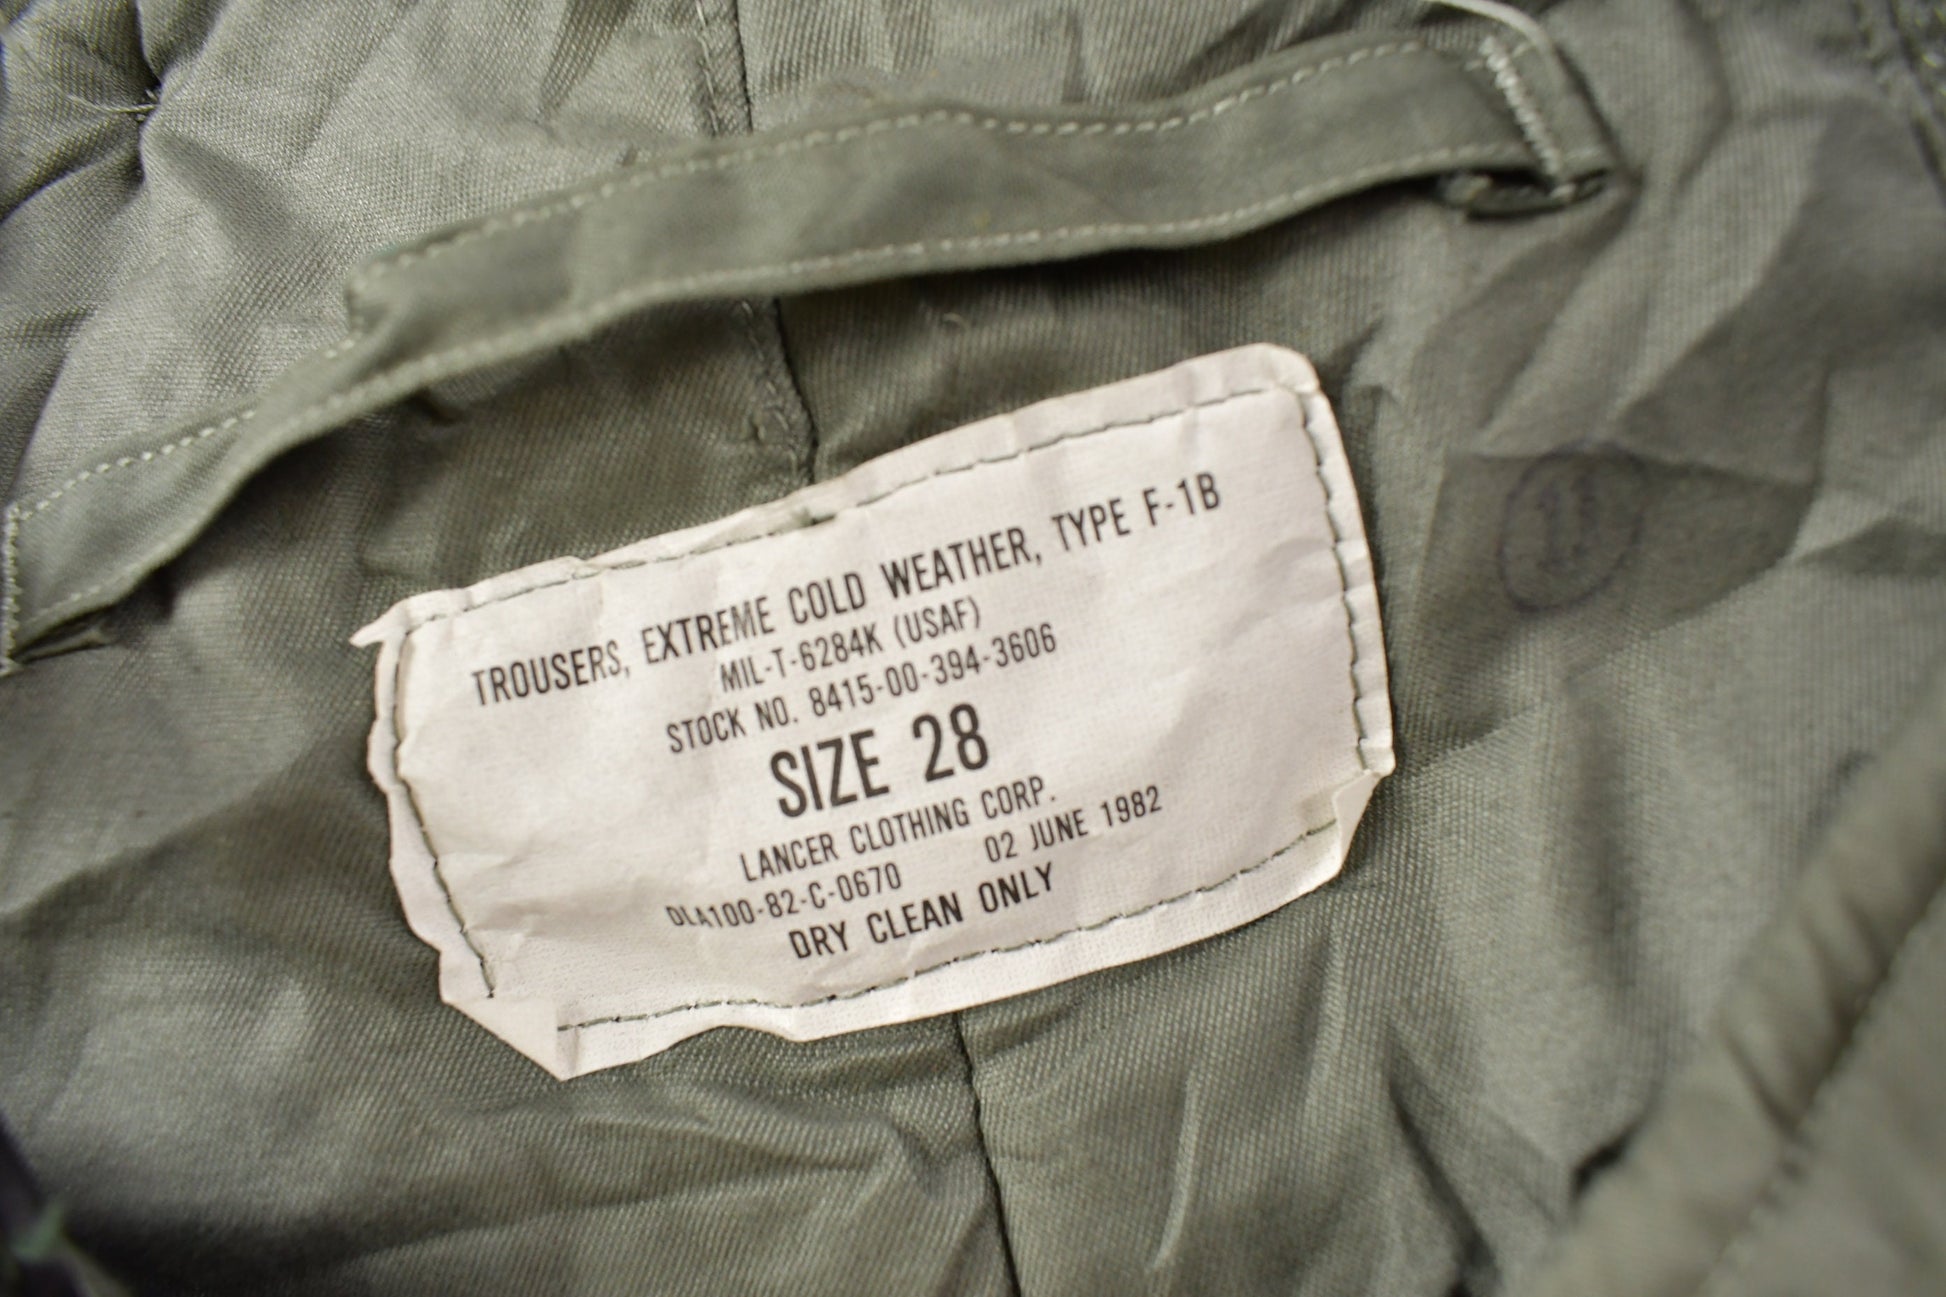 TROUSERS, EXTREME COLD WEATHER, TYPE F-1B
MIL-T-6284K (USAF)
STOCK NO. 8415-00-394-3606
SIZE 28
LANCER CLOTHING CORP.
DLA100-82-C-0670 02 JUNE 1982
DRY CLEAN ONLY